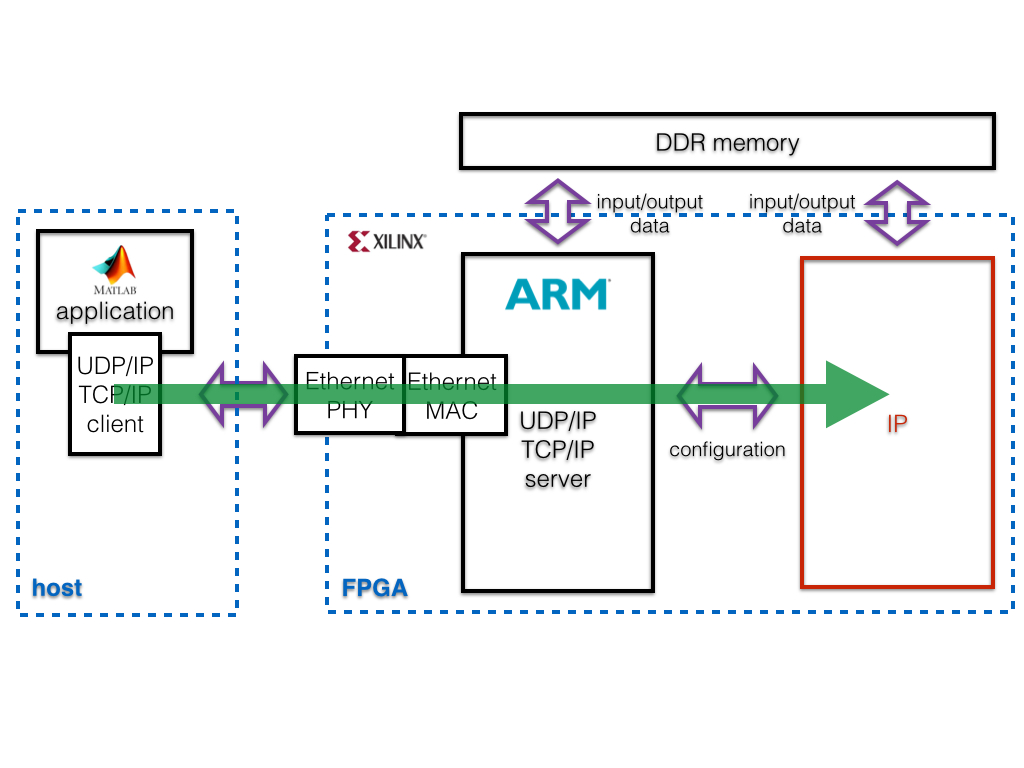 DDR memory
input/output
data
input/output
data
XILINX
MATLAB
application
ARM
UDP/IP
TCP/IP
client
Ethernet
PHY
Ethernet
MAC
UDP/IP
TCP/IP
server
configuration
IP
host
FPGA